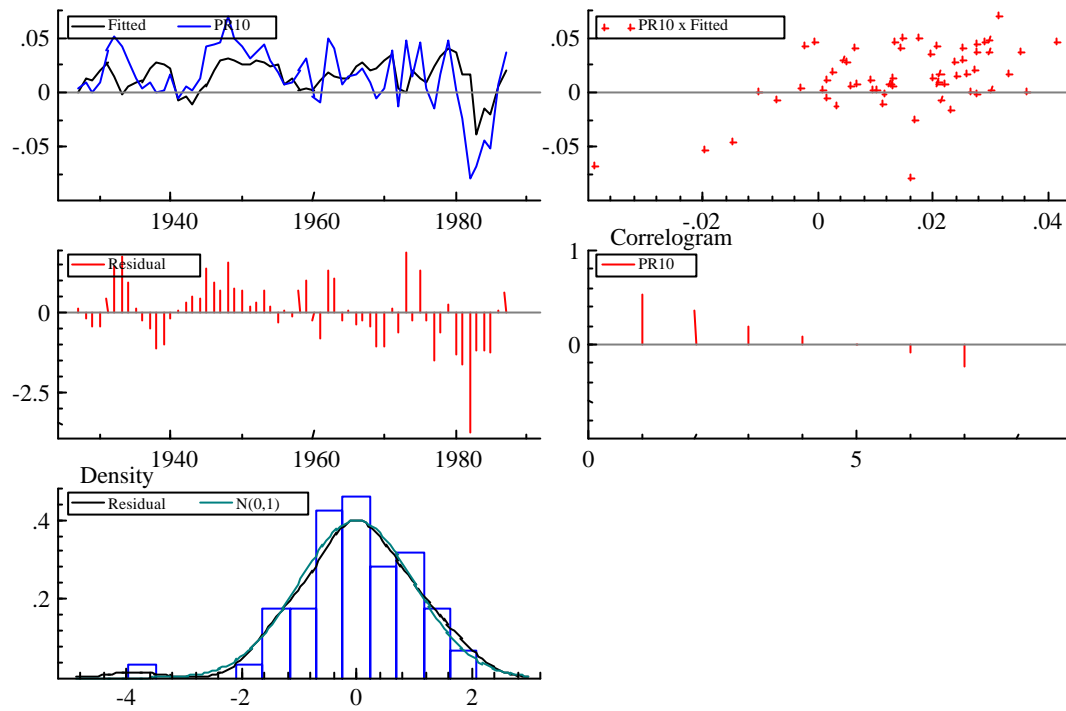 Fitted PR10
.05
0
-.05
1940 1960 1980
PR10 x Fitted
.05
0
-.05
-.02 0 .02 .04
Residual
0
-2.5
1940 1960 1980
Correlogram
PR10
1
0
0 5
Density
Residual N(0,1)
.4
.2
-4 -2 0 2